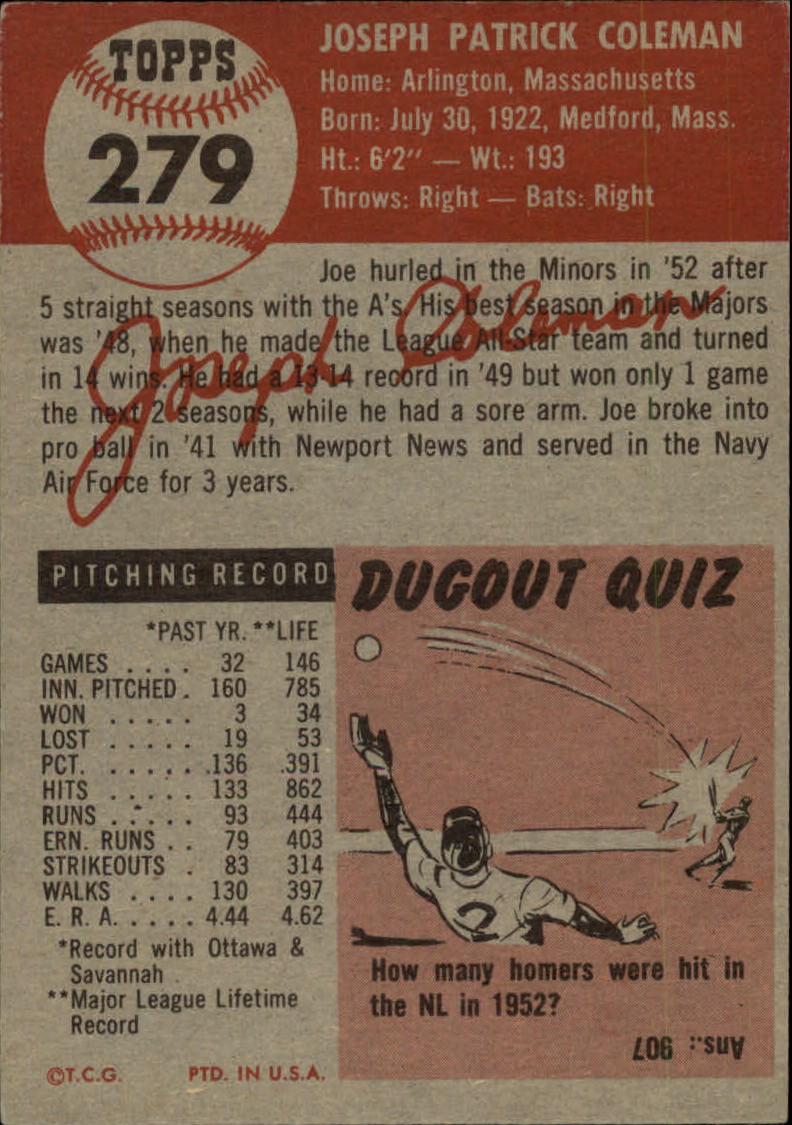 TOPPS
279
JOSEPH PATRICK COLEMAN
Home: Arlington, Massachusetts
Born: July 30, 1922, Medford, Mass.
Ht.: 6'2" — Wt.: 193
Throws: Right — Bats: Right
Joe hurled in the Minors in '52 after
5 straight seasons with the A's. His best season in the Majors
was '48, when he made the League All-Star team and turned
in 14 wins. He had a 13-14 record in '49 but won only 1 game
the next 2 seasons, while he had a sore arm. Joe broke into
pro ball in '41 with Newport News and served in the Navy
Air Force for 3 years.
Joseph Coleman
PITCHING RECORD
*PAST YR. **LIFE
GAMES . . . . 32 146
INN. PITCHED . 160 785
WON . . . . . 3 34
LOST . . . . . 19 53
PCT. . . . . . .136 .391
HITS . . . . . 133 862
RUNS . . . . . 93 444
ERN. RUNS . . 79 403
STRIKEOUTS . 83 314
WALKS . . . . 130 397
E. R. A. . . . . . 4.44 4.62
*Record with Ottawa &
Savannah
**Major League Lifetime
Record
©T.C.G. PTD. IN U.S.A.
DUGOUT QUIZ
2
How many homers were hit in
the NL in 1952?
Ans.: 907